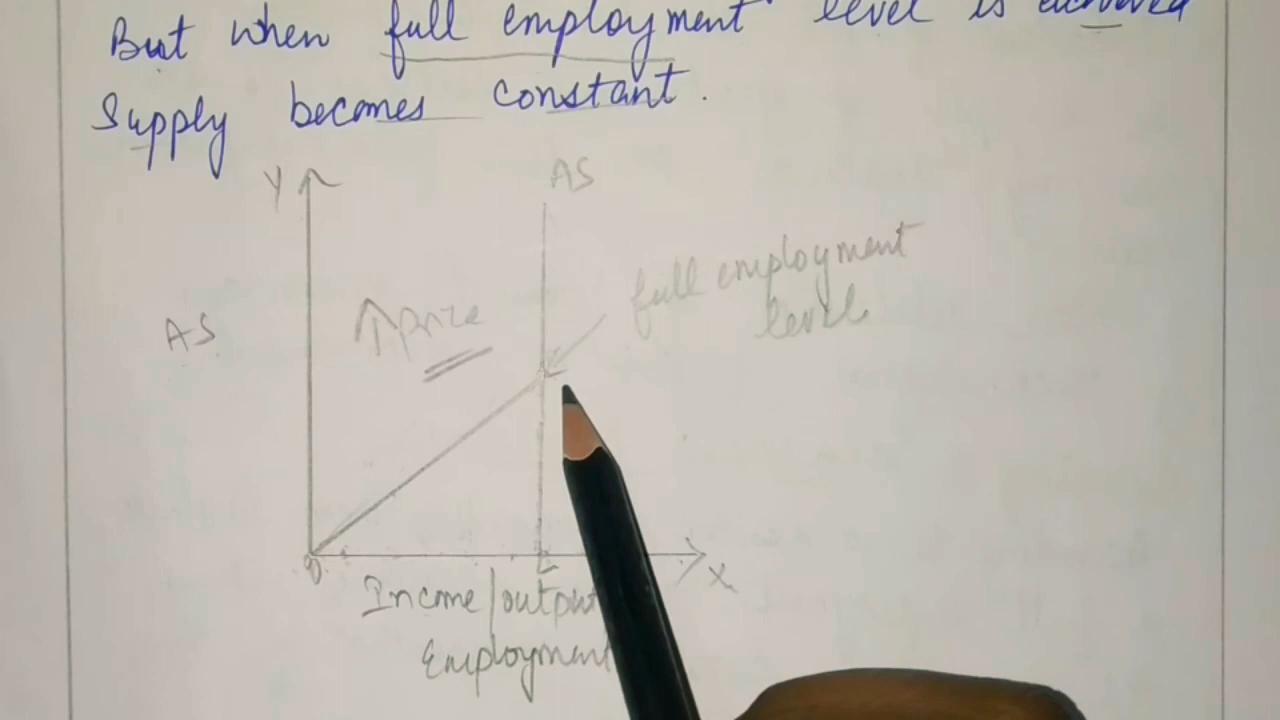 But when full employment level is achieved
Supply becomes constant.
Y
AS
full employment
level
↑ price
AS
O
L
X
Income/output
Employment